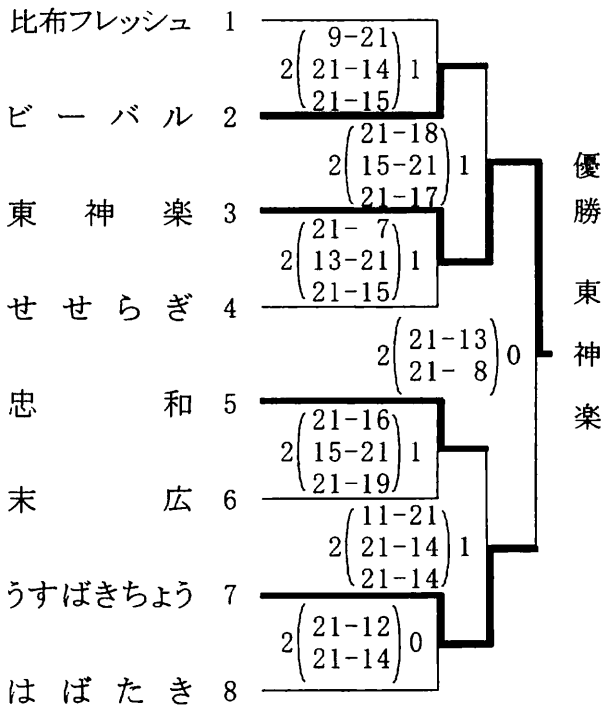 比布フレッシュ 1
2 ( 9-21 21-14 21-15 ) 1
ビーバル 2
2 ( 21-18 15-21 21-17 ) 1
東神楽 3
2 ( 21- 7 13-21 21-15 ) 1
せせらぎ 4
2 ( 21-13 21- 8 ) 0
忠和 5
2 ( 21-16 15-21 21-19 ) 1
末広 6
2 ( 11-21 21-14 21-14 ) 1
うすばきちょう 7
2 ( 21-12 21-14 ) 0
はばたき 8
優勝 東神楽